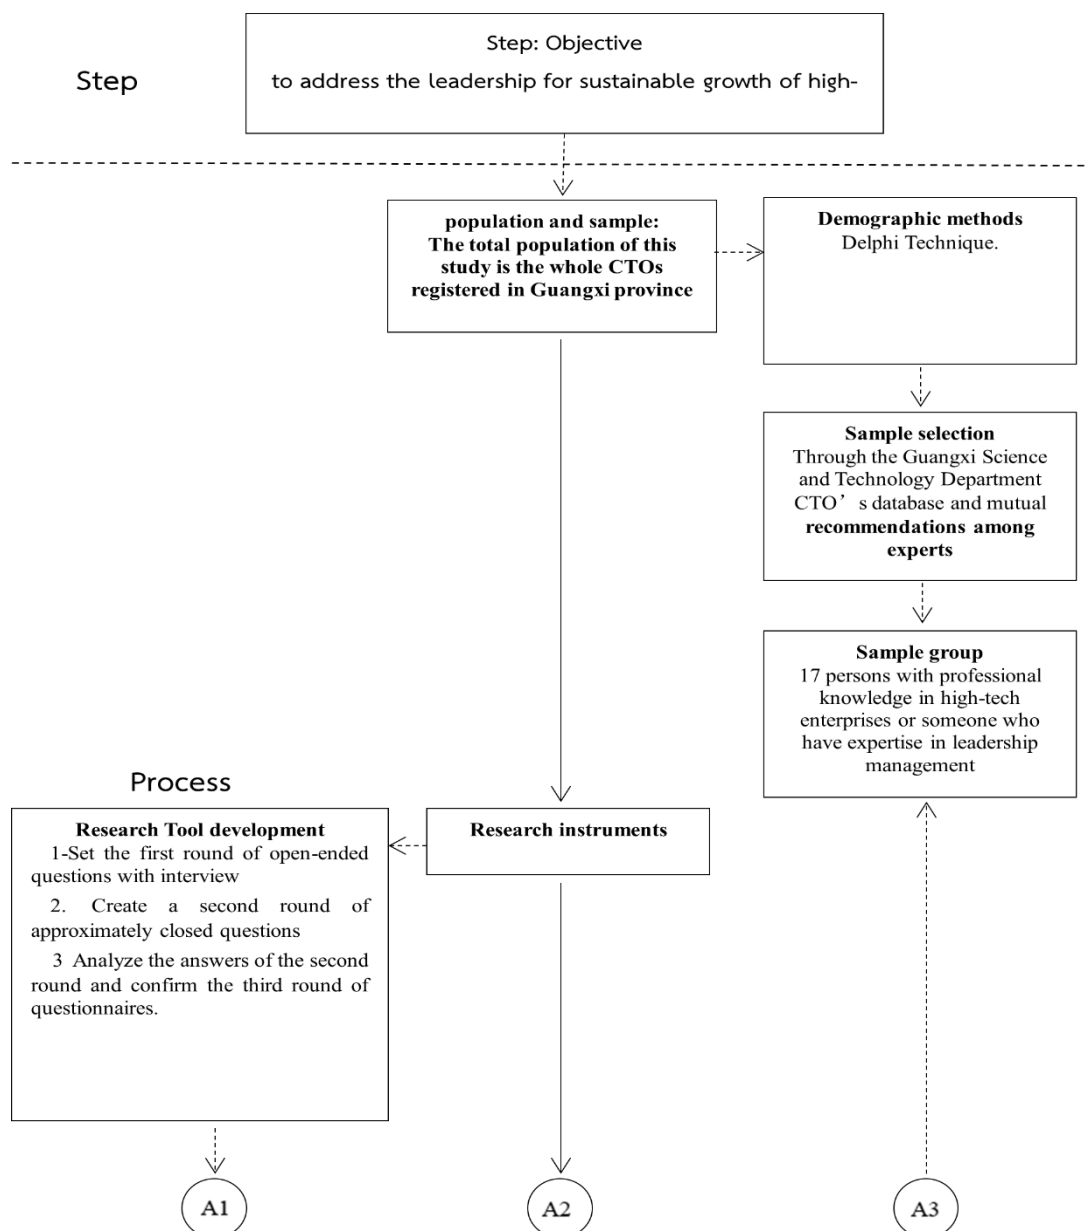 Step: Objective
Step
to address the leadership for sustainable growth of high-
population and sample:
The total population of this
study is the whole CTOs
registered in Guangxi province
Demographic methods
Delphi Technique.
Sample selection
Through the Guangxi Science
and Technology Department
CTO’s database and mutual
recommendations among
experts
Sample group
17 persons with professional
knowledge in high-tech
enterprises or someone who
have expertise in leadership
management
Process
Research Tool development
1-Set the first round of open-ended
questions with interview
2. Create a second round of
approximately closed questions
3 Analyze the answers of the second
round and confirm the third round of
questionnaires.
Research instruments
A1
A2
A3